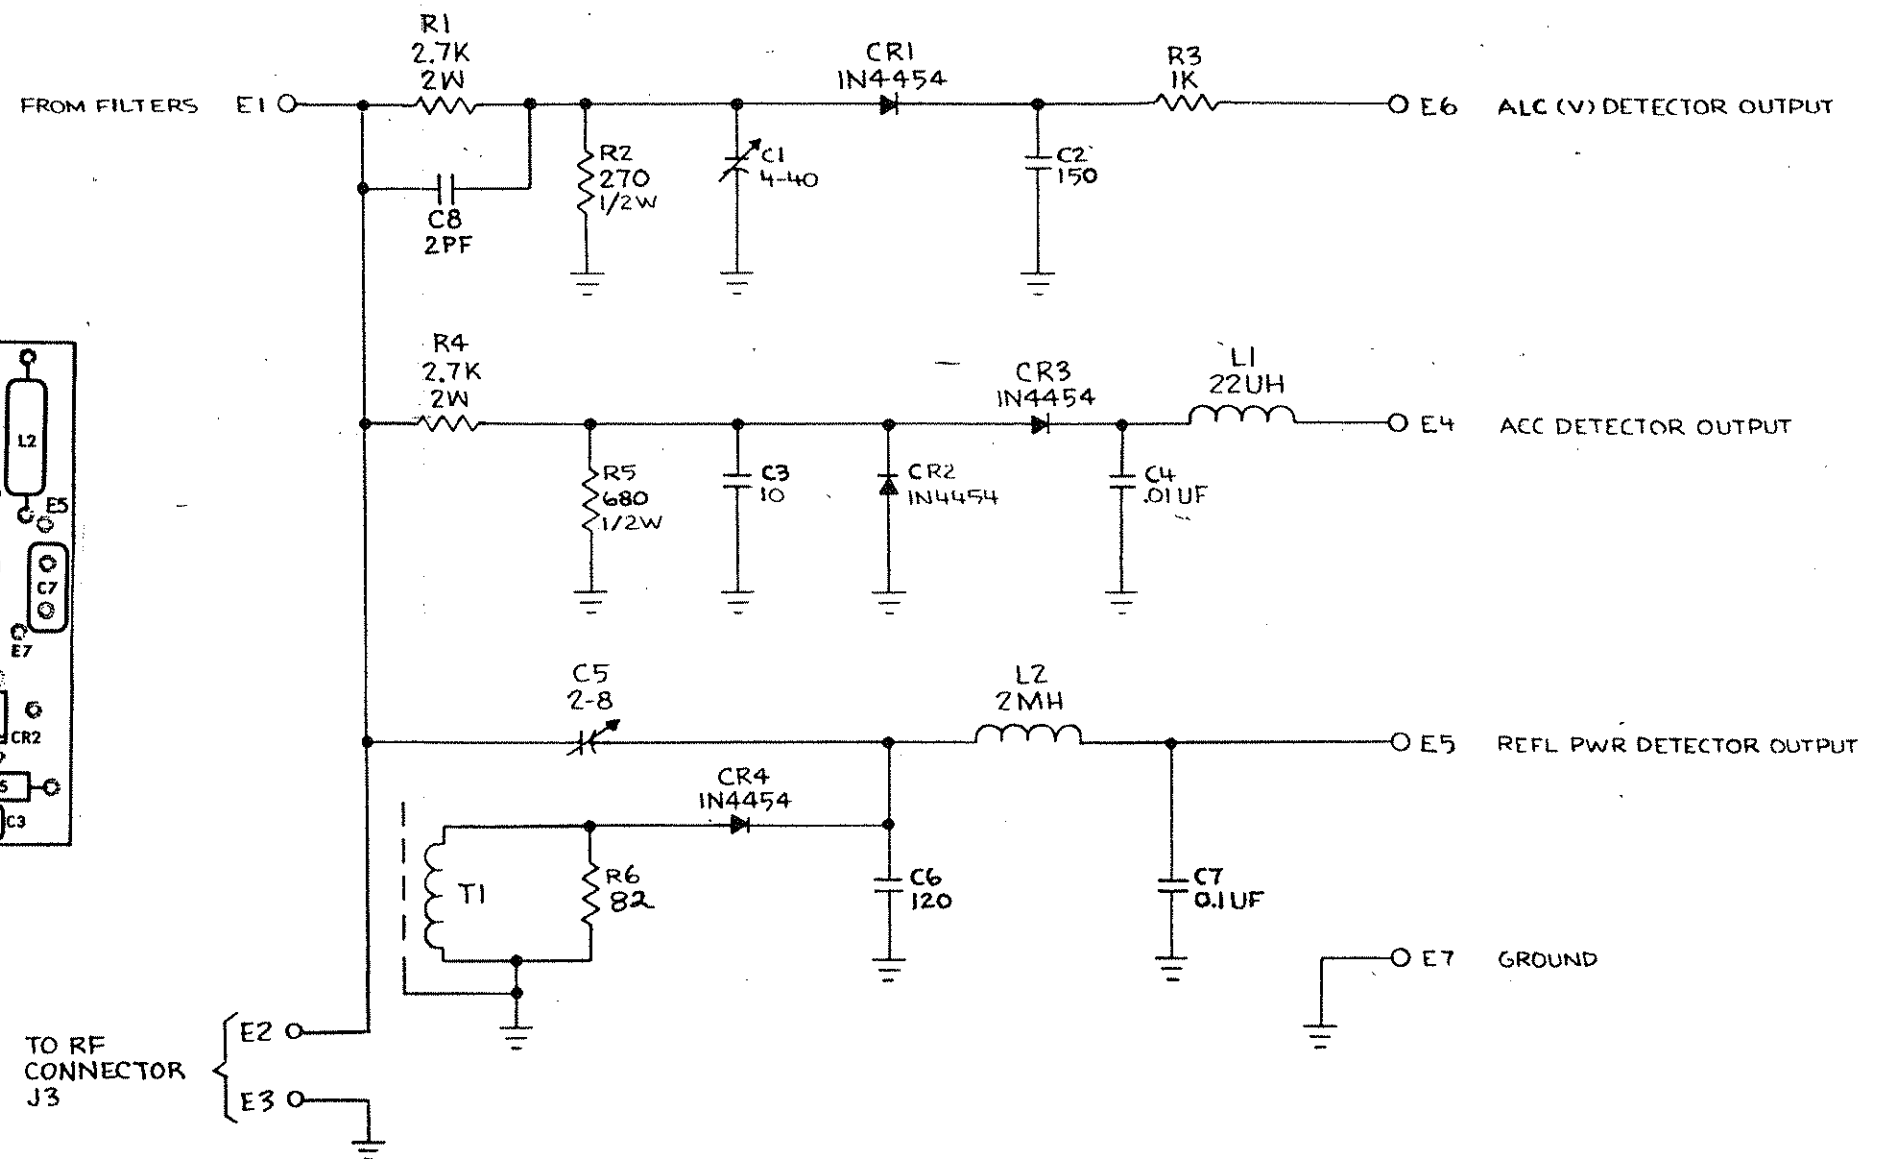 R1
2.7K
2W
CR1
1N4454
R3
1K
FROM FILTERS E1
E6 ALC (V) DETECTOR OUTPUT
R2
270
1/2W
C1
4-40
C2
150
C8
2PF
R4
2.7K
2W
CR3
1N4454
L1
22UH
E4 ACC DETECTOR OUTPUT
R5
680
1/2W
C3
10
CR2
1N4454
C4
.01UF
L2
E5
C7
E7
CR2
C3
C5
2-8
L2
2MH
E5 REFL PWR DETECTOR OUTPUT
CR4
1N4454
T1
R6
82
C6
120
C7
0.1UF
E7 GROUND
TO RF
CONNECTOR
J3
E2
E3